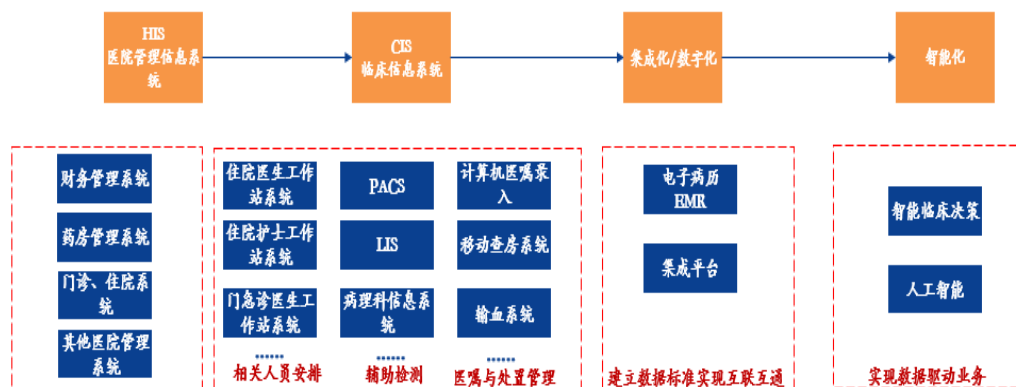 HIS
医院管理信息系
统
CIS
临床信息系统
集成化/数字化
智能化
财务管理系统
药房管理系统
门诊、住院系
统
其他医院管理
系统
住院医生工作
站系统
住院护士工作
站系统
门急诊医生工
作站系统
......
相关人员安排
PACS
LIS
病理科信息系
统
......
辅助检测
计算机医嘱录
入
移动查房系统
输血系统
......
医嘱与处置管理
电子病历
EMR
集成平台
建立数据标准实现互联互通
智能临床决策
人工智能
实现数据驱动业务